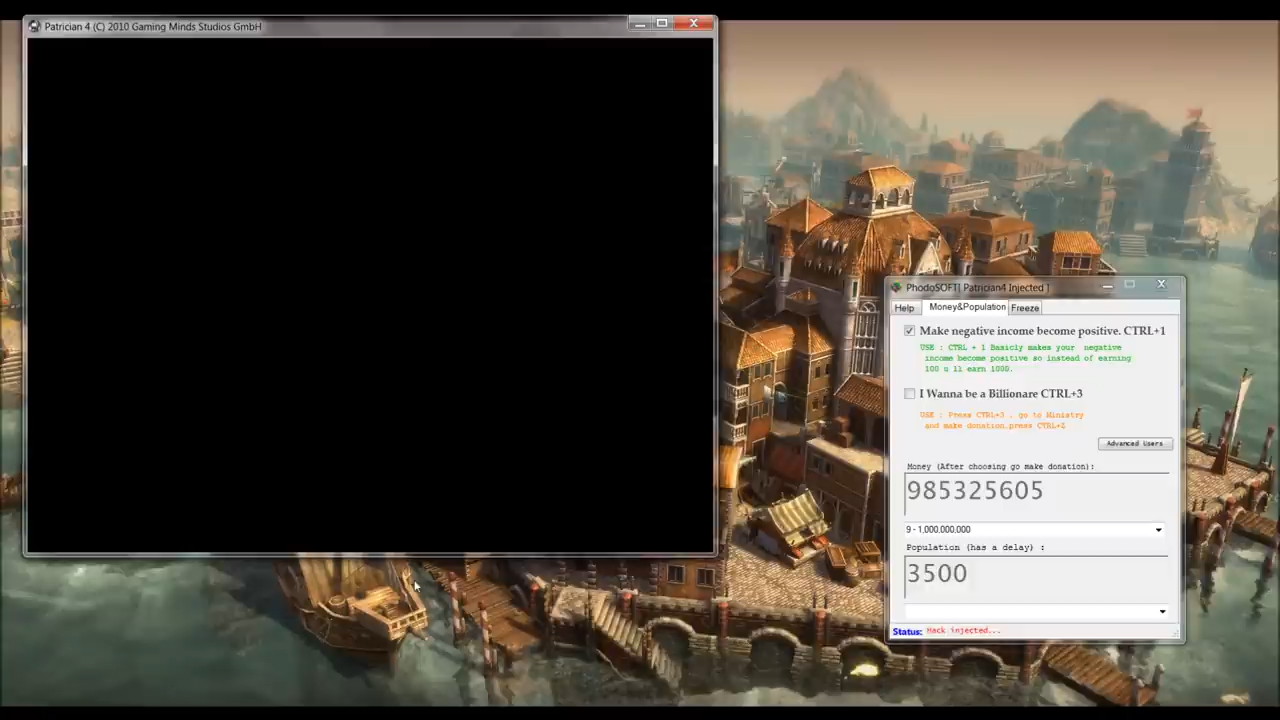 Patrician 4 (C) 2010 Gaming Minds Studios GmbH
PhodoSOFT[ Patrician4 Injected ]
Help Money&Population Freeze
Make negative income become positive. CTRL+1
USE : CTRL + 1 Basicly makes your negative
income become positive so instead of earning
100 u ll earn 1000.
I Wanna be a Billionare CTRL+3
USE : Press CTRL+3 , go to Ministry
and make donation,press CTRL+2
Advanced Users
Money (After choosing go make donation):
985325605
9 - 1,000,000,000
Population (has a delay) :
3500
Status: Hack injected...